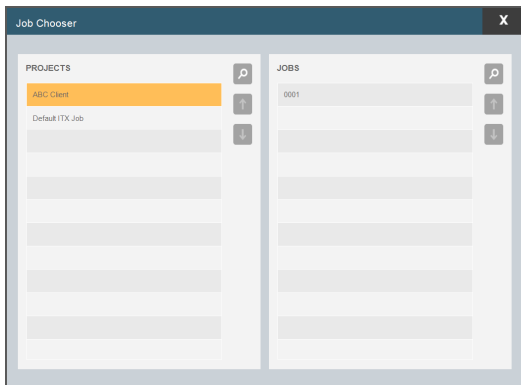 Job Chooser
X
PROJECTS
ABC Client
Default ITX Job
JOBS
0001